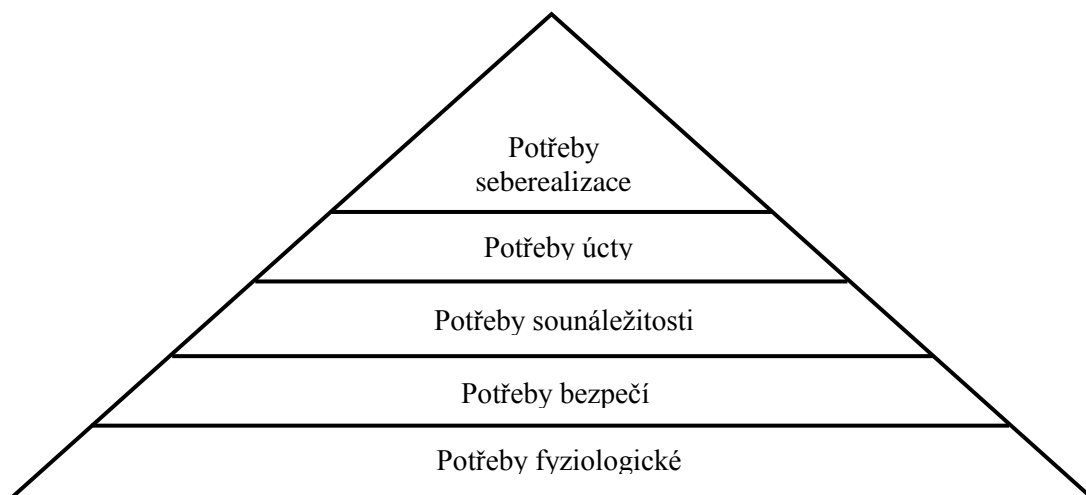 Potřeby
seberealizace
Potřeby úcty
Potřeby sounáležitosti
Potřeby bezpečí
Potřeby fyziologické